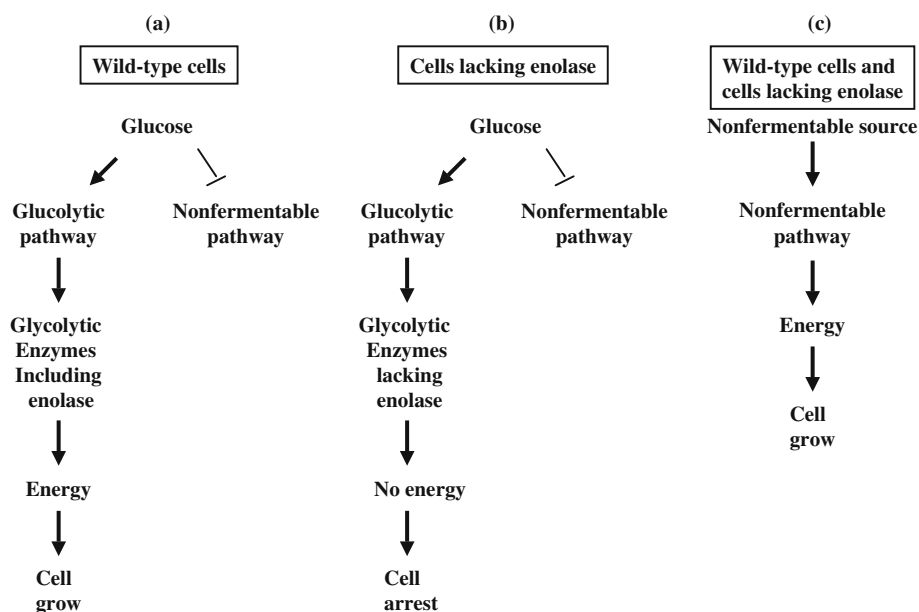 (a)
Wild-type cells
Glucose
Glucolytic
pathway
Nonfermentable
pathway
Glycolytic
Enzymes
Including
enolase
Energy
Cell
grow
(b)
Cells lacking enolase
Glucose
Glucolytic
pathway
Nonfermentable
pathway
Glycolytic
Enzymes
lacking
enolase
No energy
Cell
arrest
(c)
Wild-type cells and
cells lacking enolase
Nonfermentable source
Nonfermentable
pathway
Energy
Cell
grow